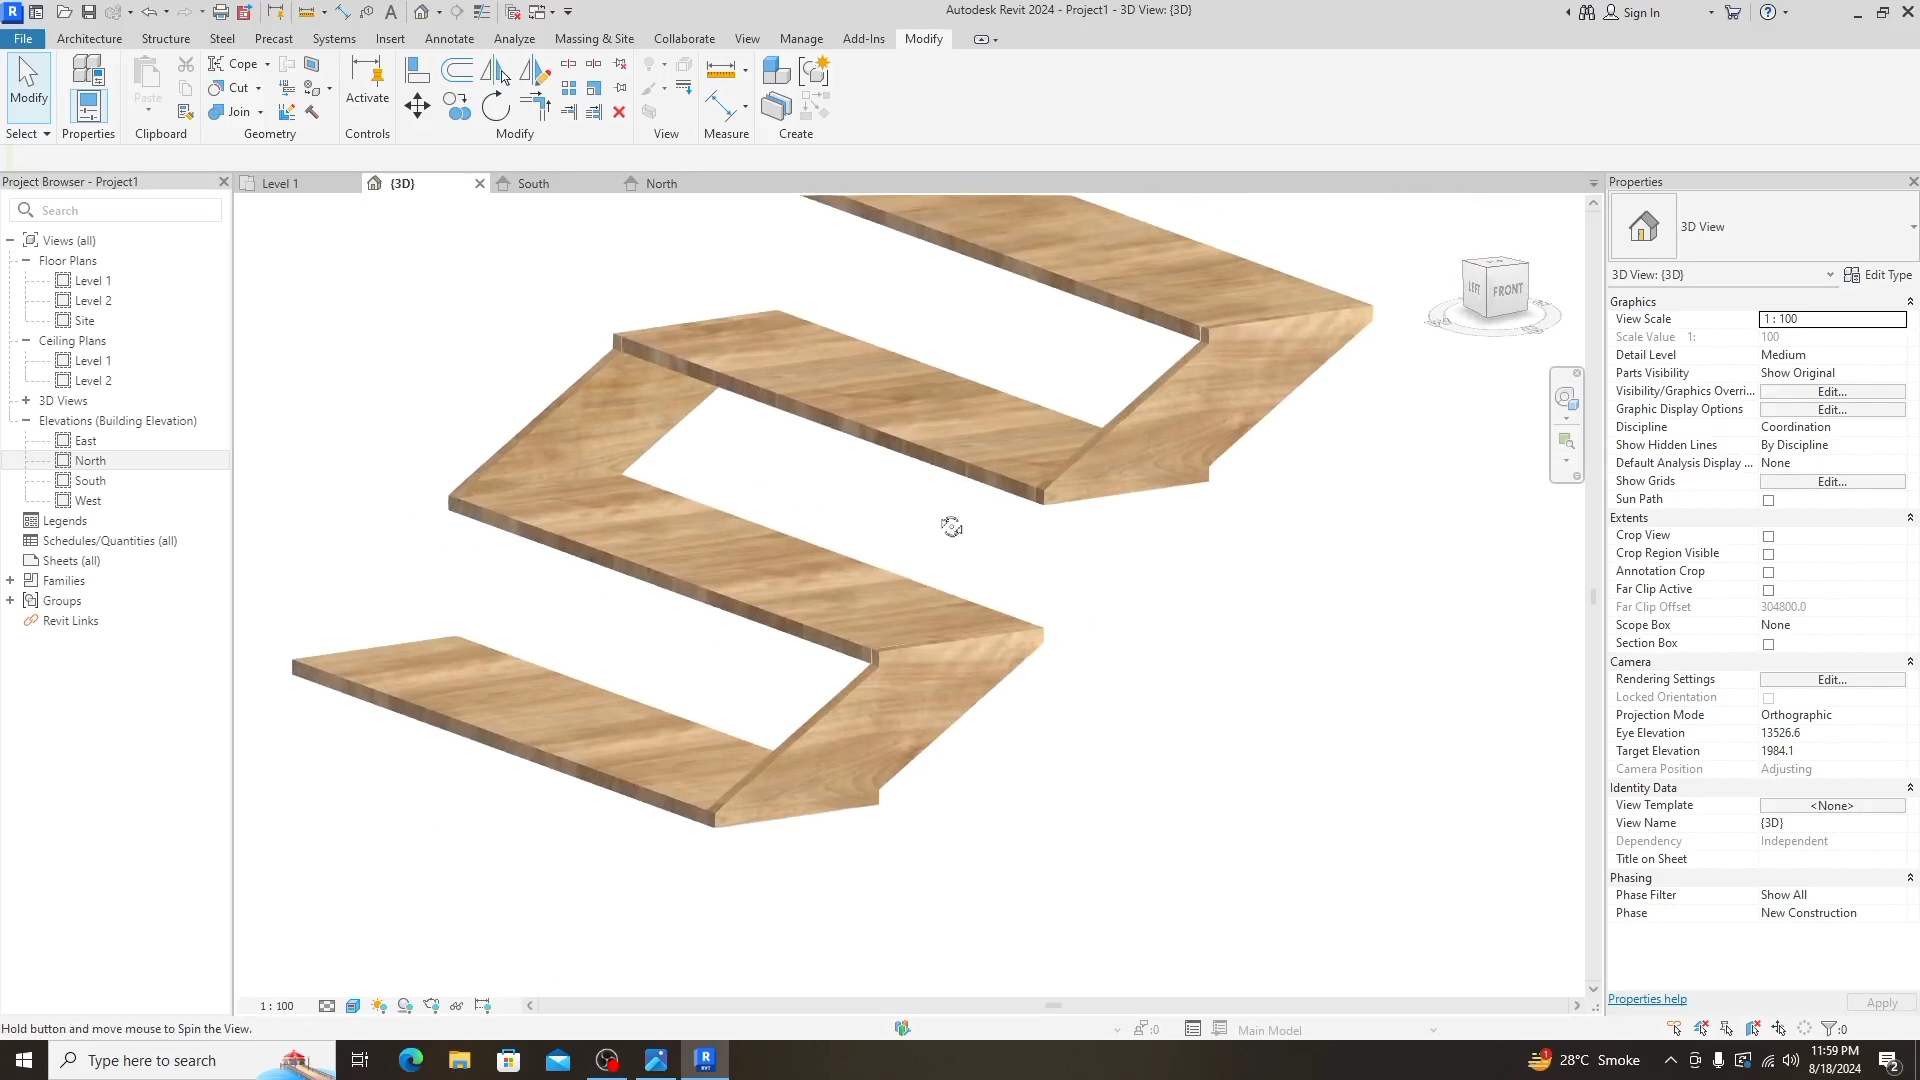 Autodesk Revit 2024 - Project1 - 3D View: {3D}
Sign In
File
Architecture
Structure
Steel
Precast
Systems
Insert
Annotate
Analyze
Massing & Site
Collaborate
View
Manage
Add-Ins
Modify
Modify
Select
Properties
Paste
Clipboard
Cope
Cut
Join
Geometry
Activate
Controls
Modify
View
Measure
Create
Project Browser - Project1
Search
Views (all)
Floor Plans
Level 1
Level 2
Site
Ceiling Plans
Level 1
Level 2
3D Views
Elevations (Building Elevation)
East
North
South
West
Legends
Schedules/Quantities (all)
Sheets (all)
Families
Groups
Revit Links
Level 1
{3D}
South
North
LEFT
FRONT
Properties
3D View
3D View: {3D}
Edit Type
Graphics
View Scale 1 : 100
Scale Value 1: 100
Detail Level Medium
Parts Visibility Show Original
Visibility/Graphics Overri... Edit...
Graphic Display Options Edit...
Discipline Coordination
Show Hidden Lines By Discipline
Default Analysis Display ... None
Show Grids Edit...
Sun Path
Extents
Crop View
Crop Region Visible
Annotation Crop
Far Clip Active
Far Clip Offset 304800.0
Scope Box None
Section Box
Camera
Rendering Settings Edit...
Locked Orientation
Projection Mode Orthographic
Eye Elevation 13526.6
Target Elevation 1984.1
Camera Position Adjusting
Identity Data
View Template <None>
View Name {3D}
Dependency Independent
Title on Sheet
Phasing
Phase Filter Show All
Phase New Construction
Properties help
Apply
1 : 100
Hold button and move mouse to Spin the View.
:0
Main Model
:0
Type here to search
28°C Smoke
11:59 PM
8/18/2024